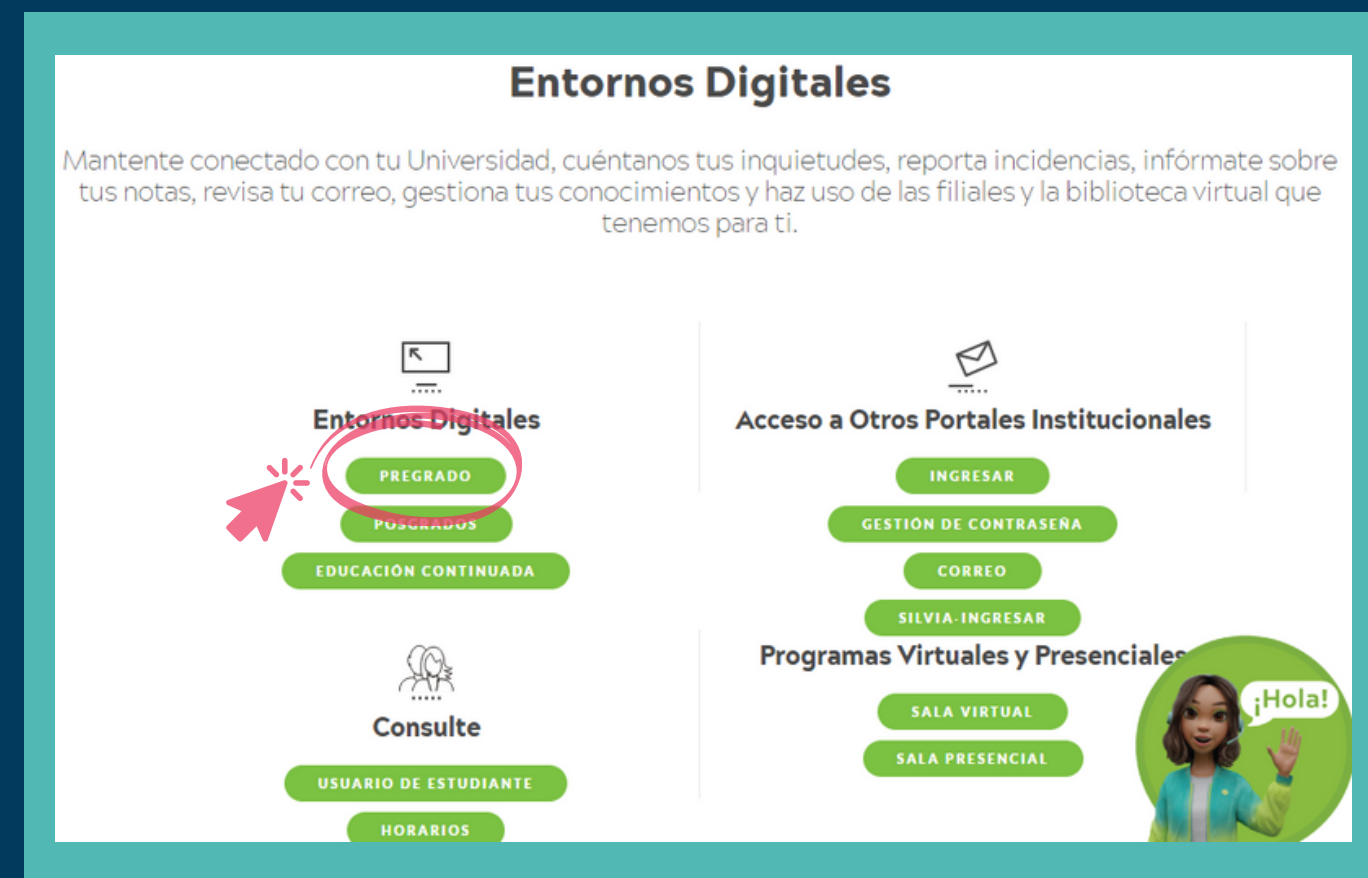 Entornos Digitales
Mantente conectado con tu Universidad, cuéntanos tus inquietudes, reporta incidencias, infórmate sobre
tus notas, revisa tu correo, gestiona tus conocimientos y haz uso de las filiales y la biblioteca virtual que
tenemos para ti.
Entornos Digitales
PREGRADO
POSGRADOS
EDUCACIÓN CONTINUADA
Acceso a Otros Portales Institucionales
INGRESAR
GESTIÓN DE CONTRASEÑA
CORREO
SILVIA-INGRESAR
Consulte
USUARIO DE ESTUDIANTE
HORARIOS
Programas Virtuales y Presenciales
SALA VIRTUAL
SALA PRESENCIAL
¡Hola!